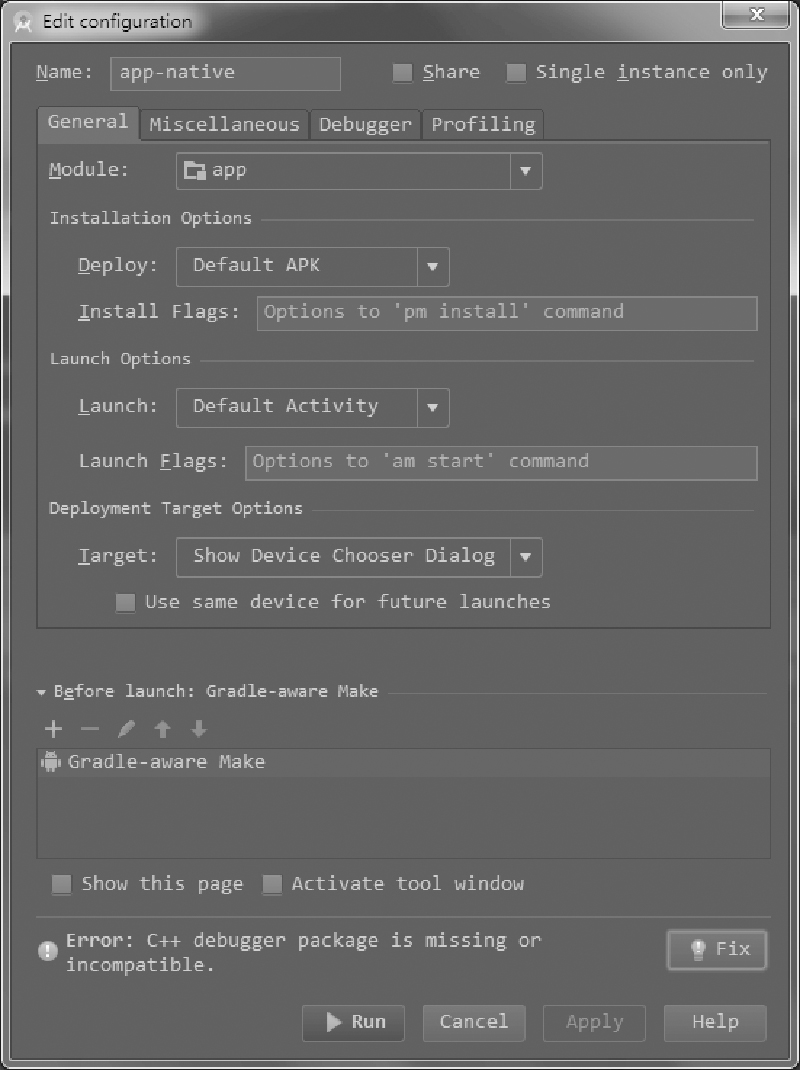 Edit configuration
Name: app-native Share Single instance only
General Miscellaneous Debugger Profiling
Module: app
Installation Options
Deploy: Default APK
Install Flags: Options to 'pm install' command
Launch Options
Launch: Default Activity
Launch Flags: Options to 'am start' command
Deployment Target Options
Target: Show Device Chooser Dialog
Use same device for future launches
Before launch: Gradle-aware Make
Gradle-aware Make
Show this page Activate tool window
Error: C++ debugger package is missing or
incompatible.
Fix
Run Cancel Apply Help